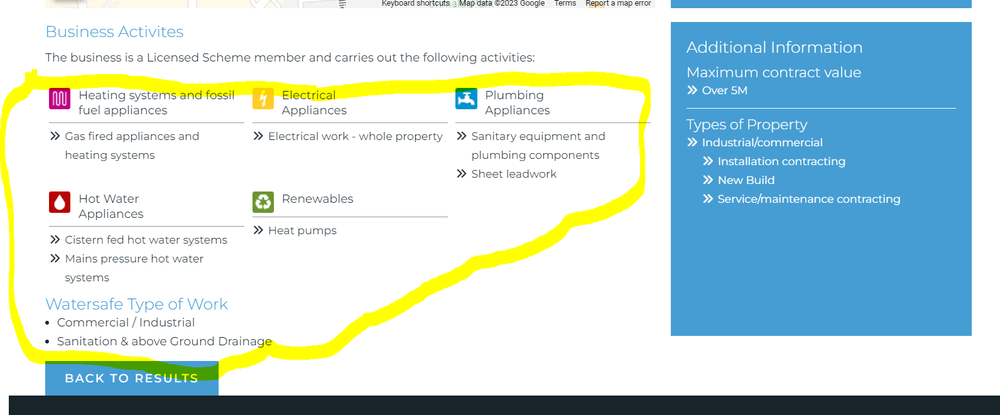 Keyboard shortcuts Map data ©2023 Google Terms Report a map error
Business Activites
The business is a Licensed Scheme member and carries out the following activities:
Heating systems and fossil
fuel appliances
Gas fired appliances and
heating systems
Electrical
Appliances
Electrical work - whole property
Plumbing
Appliances
Sanitary equipment and
plumbing components
Sheet leadwork
Hot Water
Appliances
Cistern fed hot water systems
Mains pressure hot water
systems
Renewables
Heat pumps
Watersafe Type of Work
Commercial / Industrial
Sanitation & above Ground Drainage
BACK TO RESULTS
Additional Information
Maximum contract value
Over 5M
Types of Property
Industrial/commercial
Installation contracting
New Build
Service/maintenance contracting